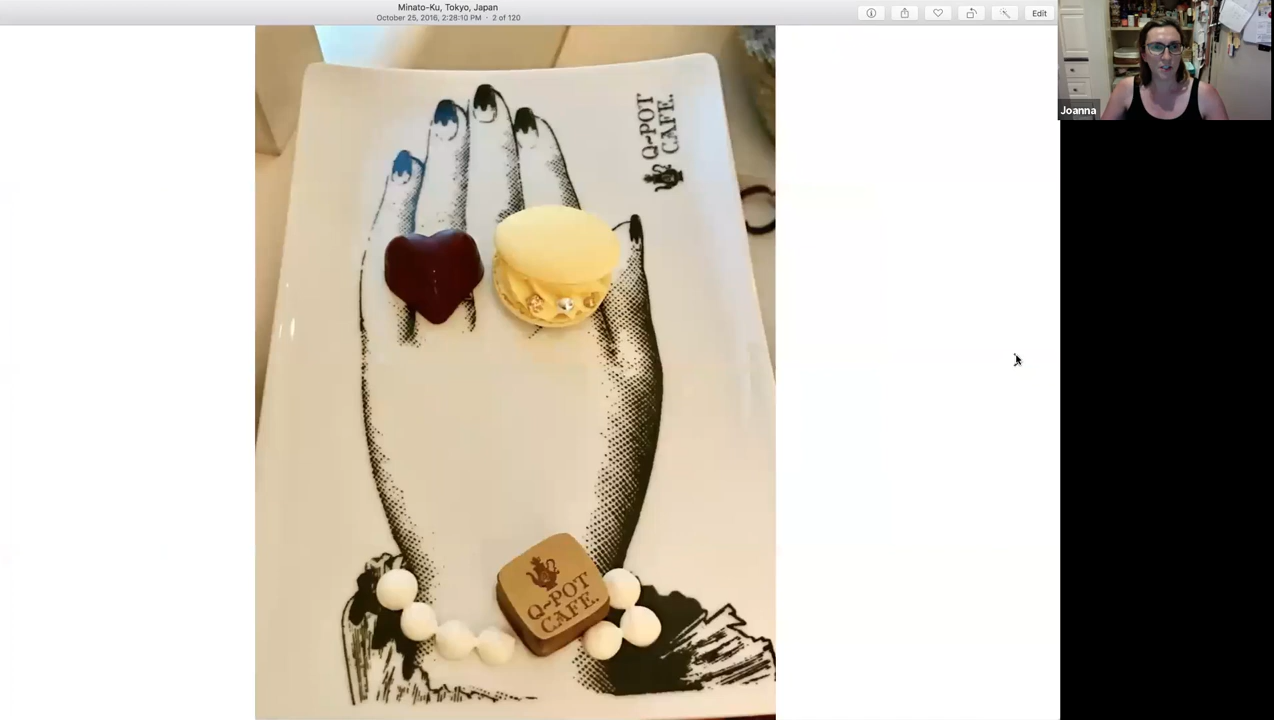 Minato-Ku, Tokyo, Japan
October 25, 2016, 2:28:10 PM · 2 of 120
Edit
Joanna
Q~POT
CAFE.
Q~POT
CAFE.